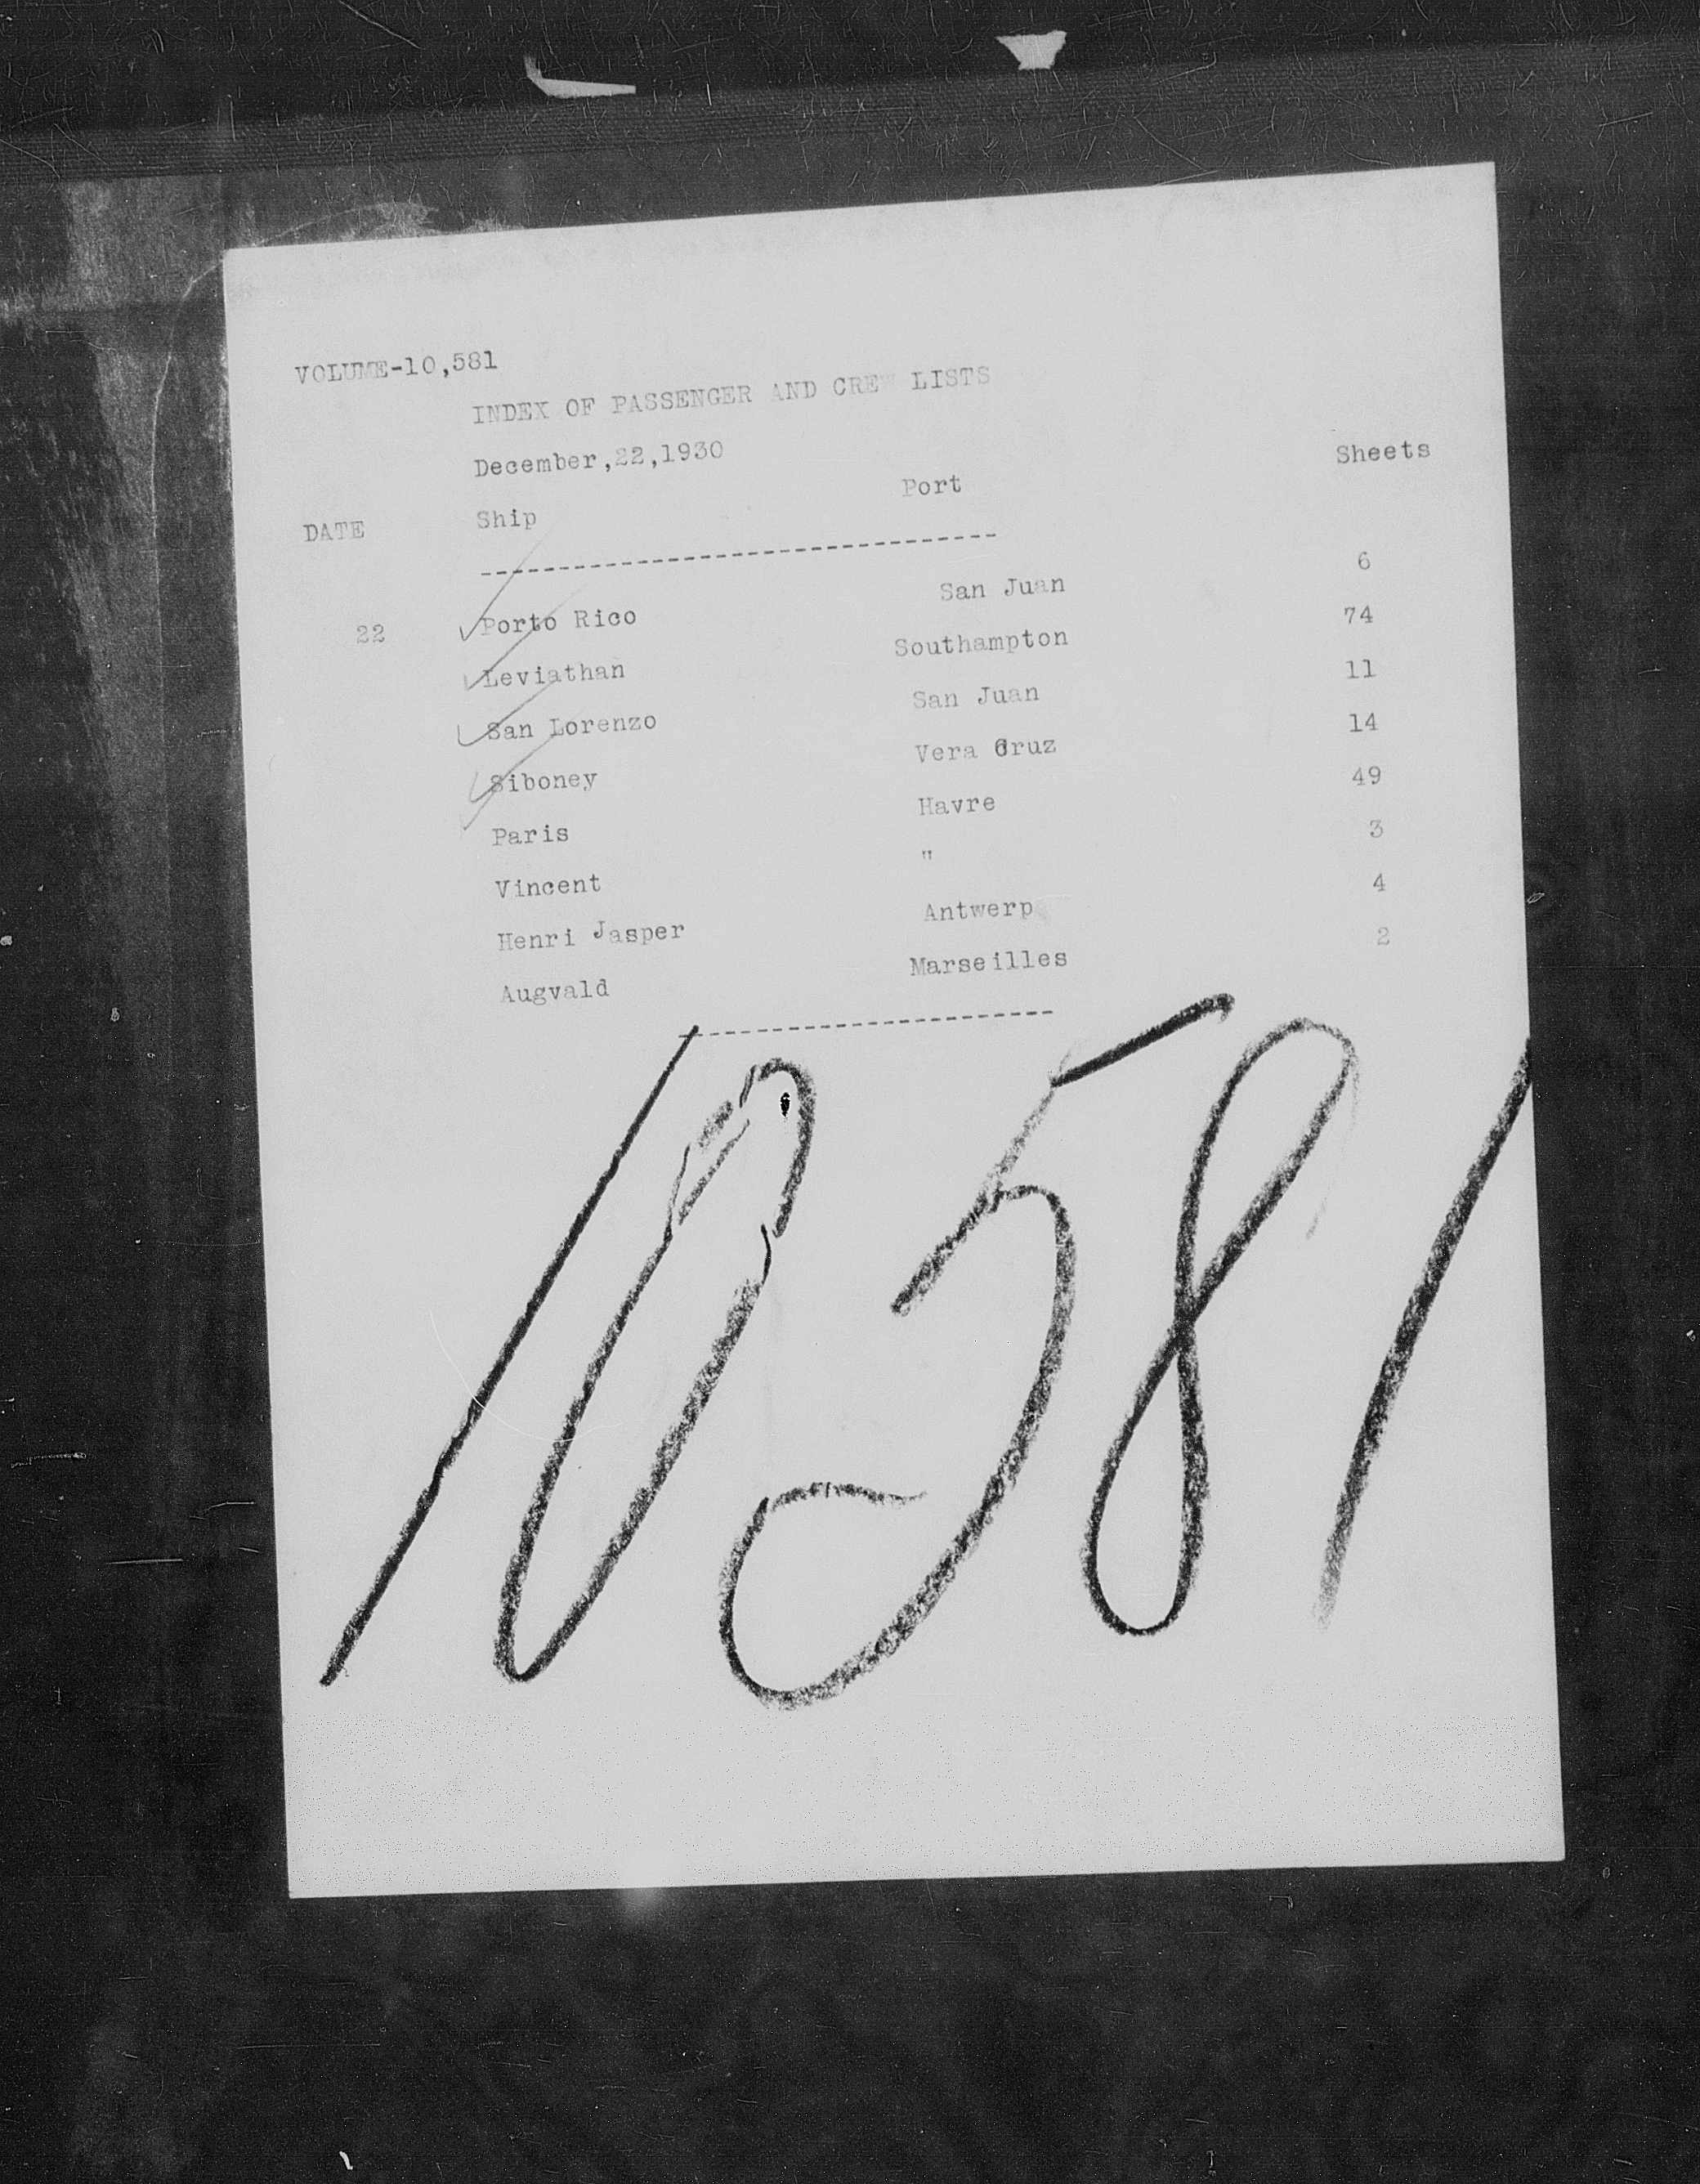 VOLUME-10,581
INDEX OF PASSENGER AND CREW LISTS
December,22,1930
DATE Ship Port Sheets
22 Porto Rico San Juan 6
Leviathan Southampton 74
San Lorenzo San Juan 11
Siboney Vera Cruz 14
Paris Havre 49
Vincent " 3
Henri Jasper Antwerp 4
Augvald Marseilles 2
10581